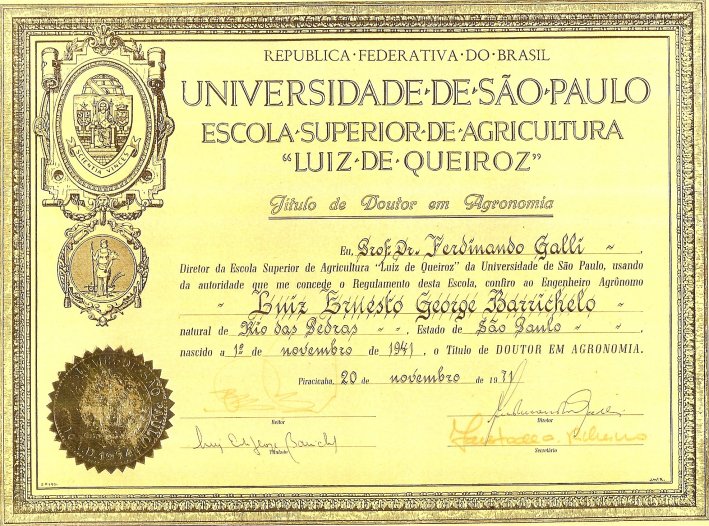 REPUBLICA·FEDERATIVA·DO·BRASIL
UNIVERSIDADE·DE·SÃO·PAULO
ESCOLA·SUPERIOR·DE·AGRICULTURA
“LUIZ·DE·QUEIROZ”
SCIENTIA VINCES
Título de Doutor em Agronomia
Eu, Prof. Dr. Ferdinando Galli ,
Diretor da Escola Superior de Agricultura “Luiz de Queiroz” da Universidade de São Paulo, usando
da autoridade que me concede o Regulamento desta Escola, confiro ao Engenheiro Agrônomo
Luiz Ernesto George Barrichelo
natural de Rio das Pedras , Estado de São Paulo ,
nascido a 1º de novembro de 1941 , o Título de DOUTOR EM AGRONOMIA.
Piracicaba, 20 de novembro de 1971
Reitor
Diretor
Titulado
Secretário